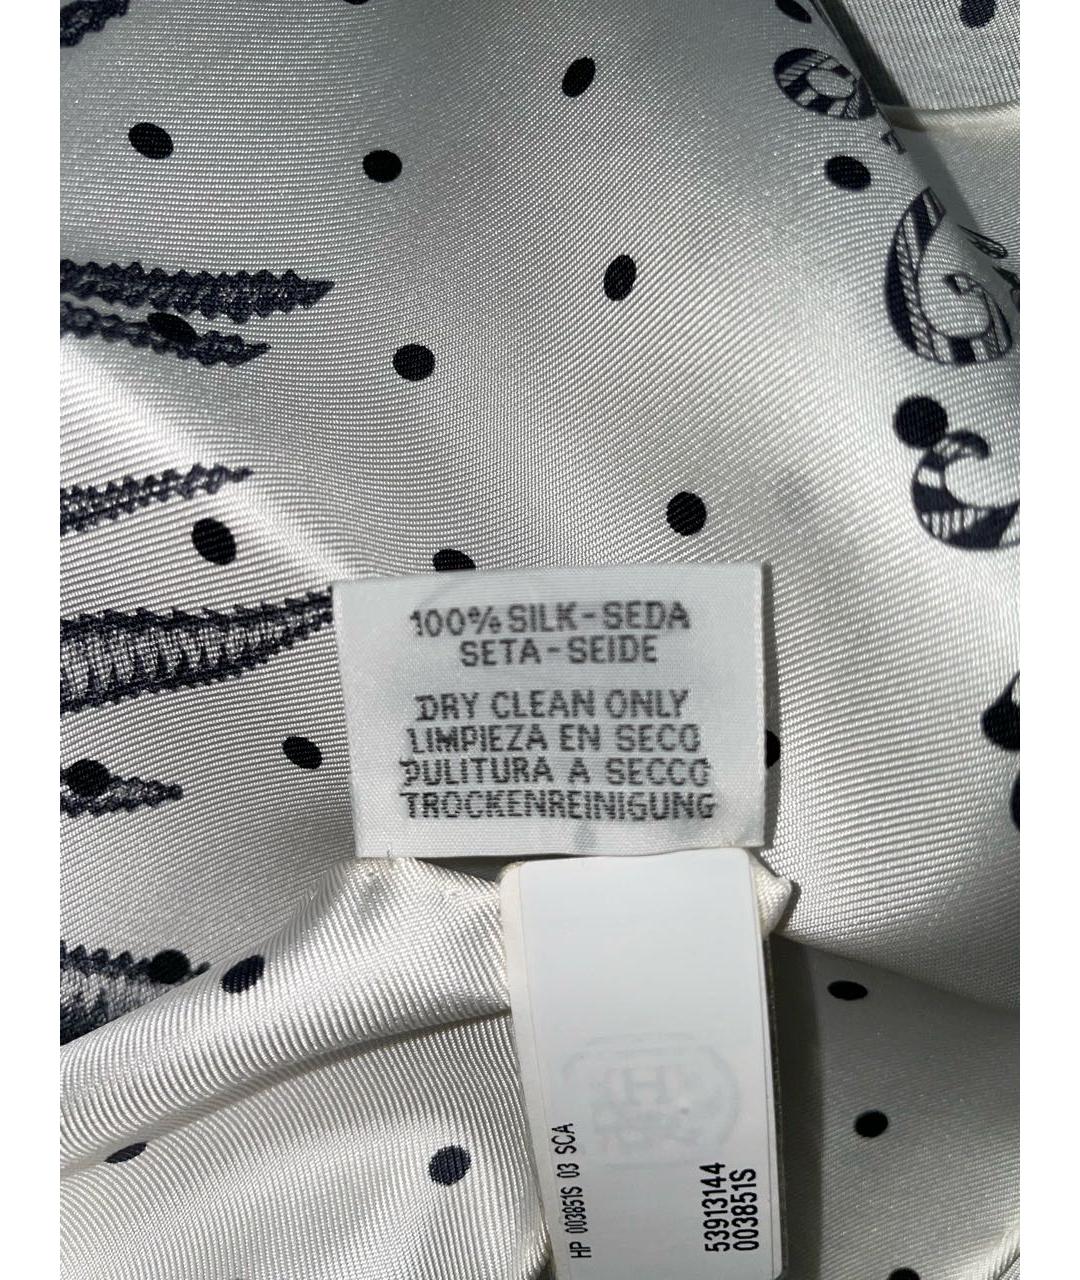 100% SILK-SEDA
SETA-SEIDE
DRY CLEAN ONLY
LIMPIEZA EN SECO
PULITURA A SECCO
TROCKENREINIGUNG
HP 003851S 03 SCA
53913144
003851S